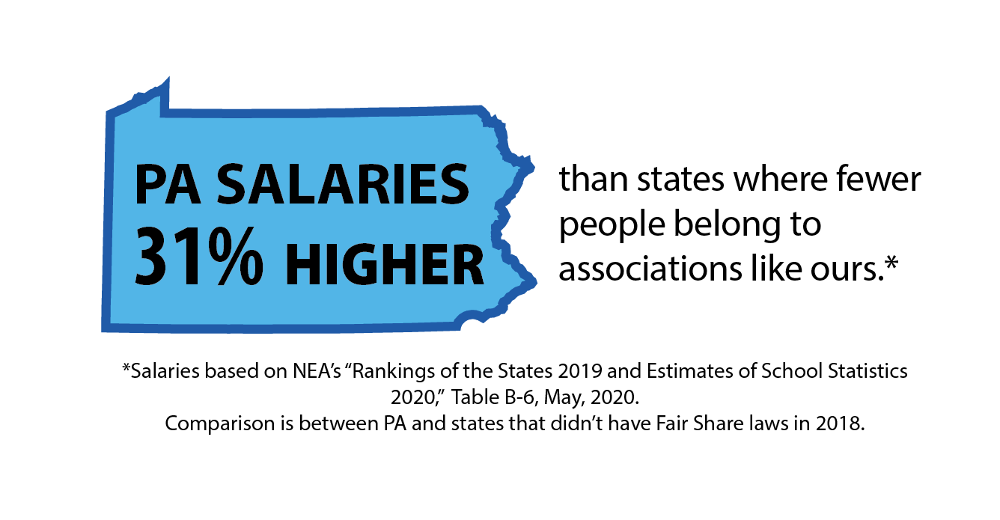 PA SALARIES
31% HIGHER
than states where fewer
people belong to
associations like ours.*
*Salaries based on NEA’s “Rankings of the States 2019 and Estimates of School Statistics
2020,” Table B-6, May, 2020.
Comparison is between PA and states that didn’t have Fair Share laws in 2018.